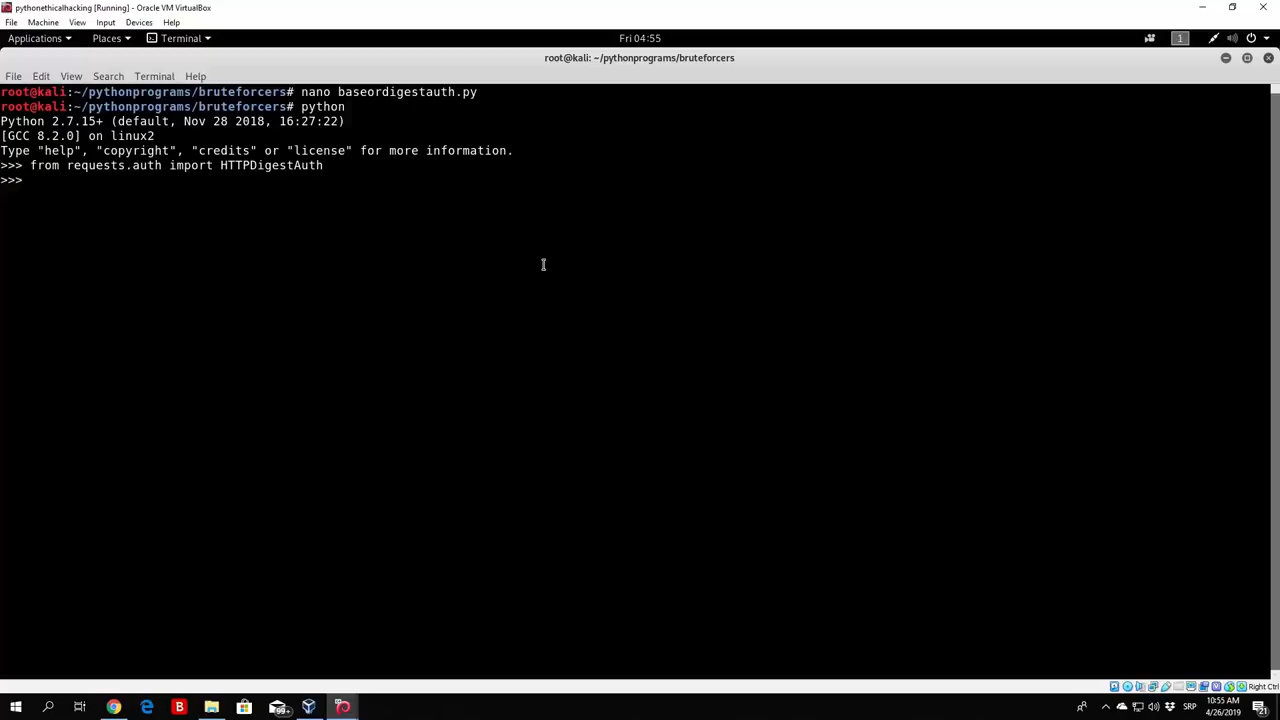 pythonethicalhacking [Running] - Oracle VM VirtualBox
File Machine View Input Devices Help
Applications Places Terminal Fri 04:55 1
root@kali: ~/pythonprograms/bruteforcers
File Edit View Search Terminal Help
root@kali:~/pythonprograms/bruteforcers# nano baseordigestauth.py
root@kali:~/pythonprograms/bruteforcers# python
Python 2.7.15+ (default, Nov 28 2018, 16:27:22)
[GCC 8.2.0] on linux2
Type "help", "copyright", "credits" or "license" for more information.
>>> from requests.auth import HTTPDigestAuth
>>>
Right Ctrl
B 99+ SRP 10:55 AM
4/26/2019 21